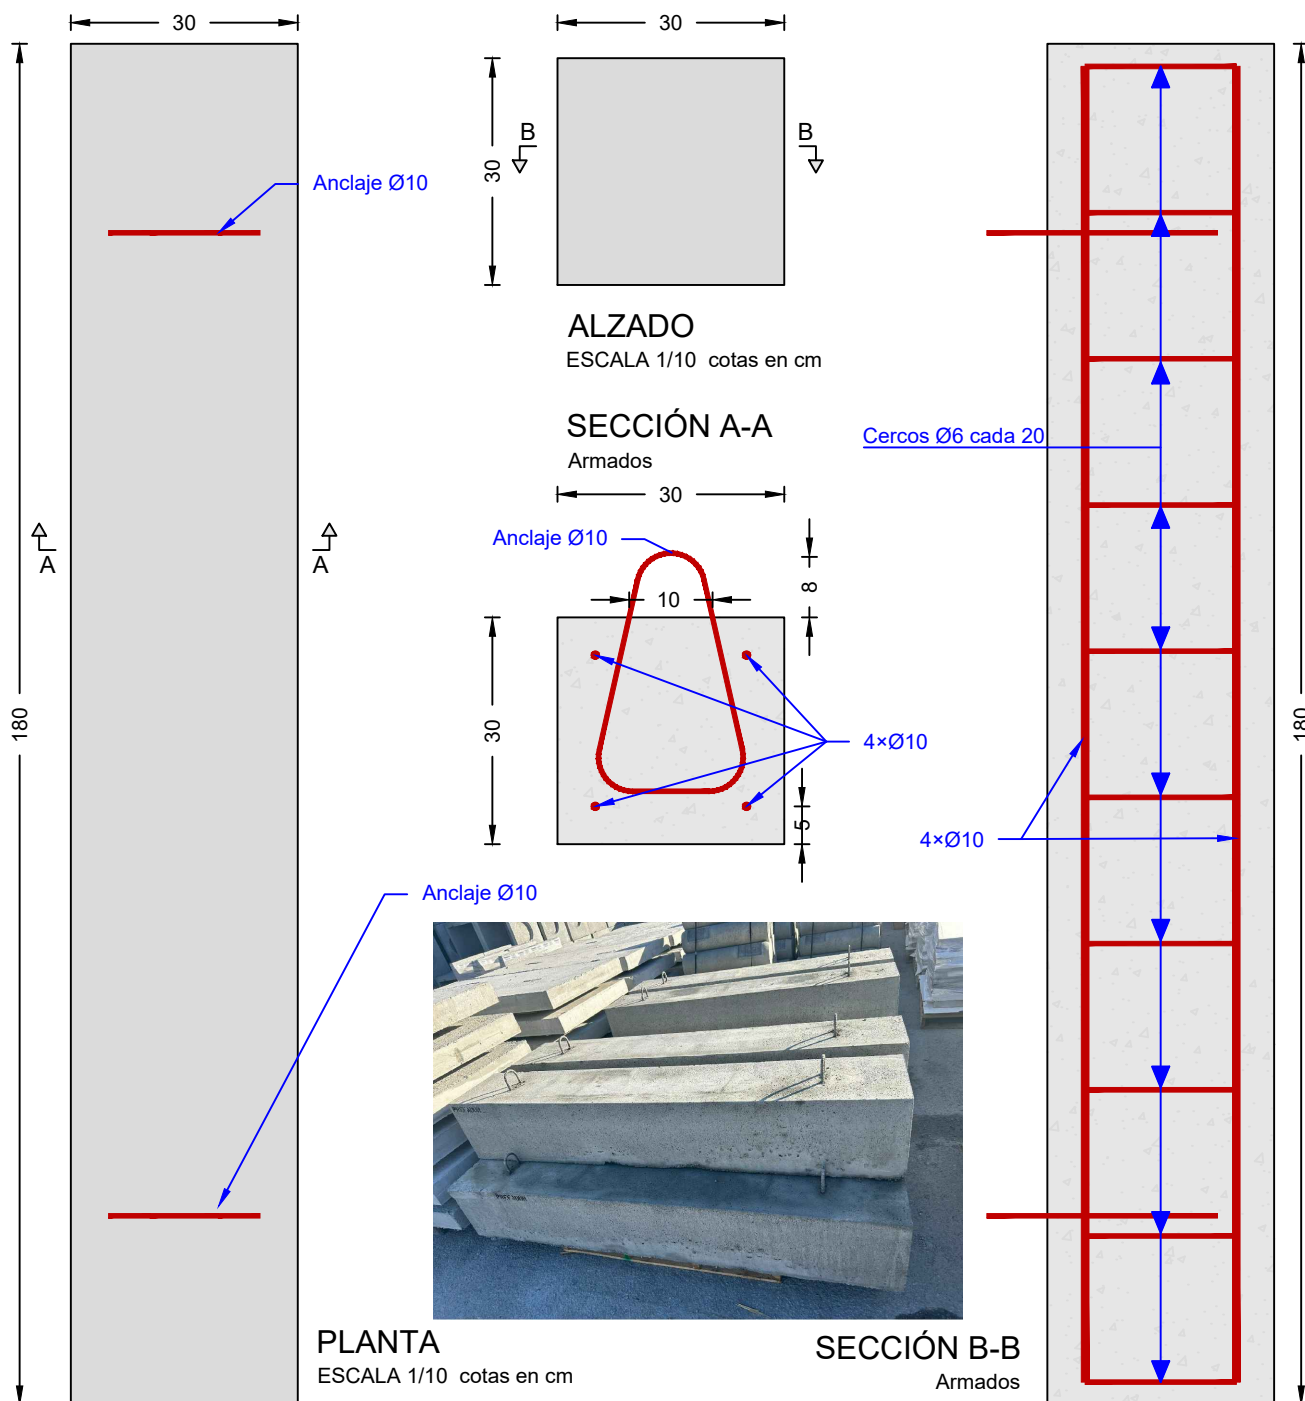 30
30
Anclaje Ø10
B
B
30
ALZADO
ESCALA 1/10 cotas en cm
SECCIÓN A-A
Armados
30
Cercos Ø6 cada 20
Anclaje Ø10
A
A
8
10
180
30
4×Ø10
180
5
4×Ø10
Anclaje Ø10
PLANTA
ESCALA 1/10 cotas en cm
SECCIÓN B-B
Armados